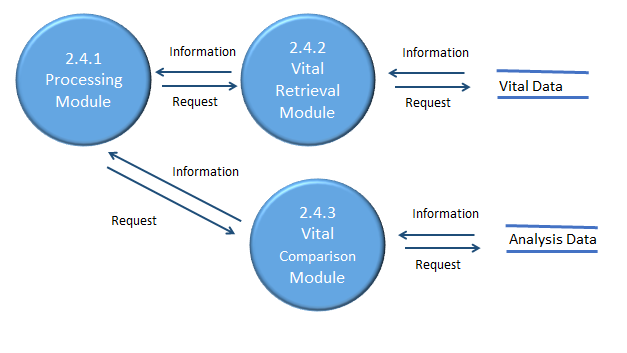 2.4.1
Processing
Module
Information
Request
2.4.2
Vital
Retrieval
Module
Information
Request
Vital Data
Information
Request
2.4.3
Vital
Comparison
Module
Information
Request
Analysis Data